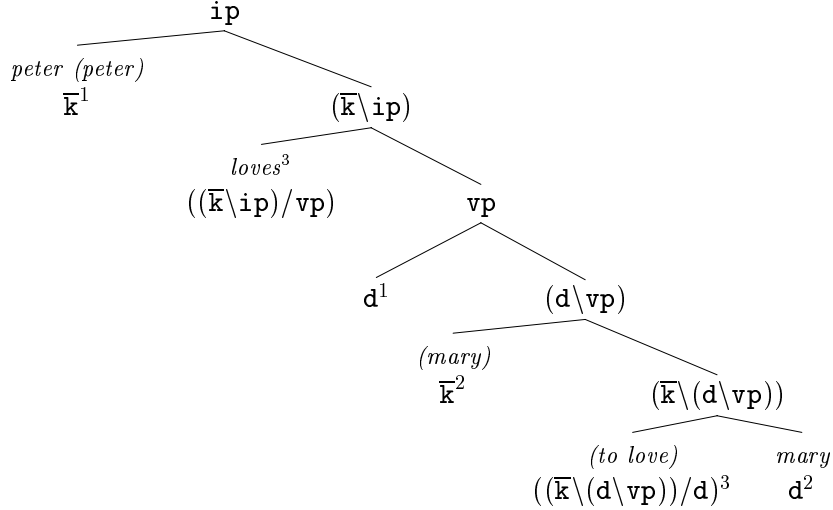 ip
peter (peter)
k̅¹
(k̅\ip)
loves³
((k̅\ip)/vp)
vp
d¹
(d\vp)
(mary)
k̅²
(k̅\(d\vp))
(to love)
((k̅\(d\vp))/d)³
mary
d²